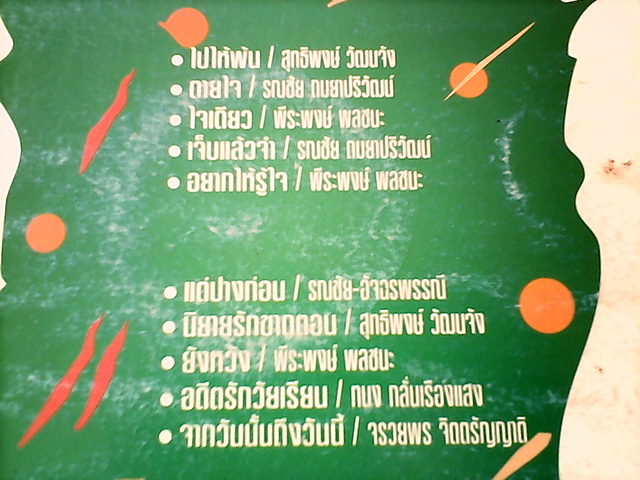 • ไปให้พ้น / สุทธิพงษ์ วัฒนจัง
• ตายใจ / รณชัย ถมยาปริวัฒน์
• ใจเดียว / พีระพงษ์ พลชนะ
• เจ็บแล้วจำ / รณชัย ถมยาปริวัฒน์
• อยากให้รู้ใจ / พีระพงษ์ พลชนะ
• แต่ปางก่อน / รณชัย-อัจฉรพรรณี
• นิยายรักขาดตอน / สุทธิพงษ์ วัฒนจัง
• ยังหวัง / พีระพงษ์ พลชนะ
• อดีตรักวัยเรียน / ทนง กลั่นเรืองแสง
• จากวันนั้นถึงวันนี้ / จรวยพร จิตตรัญญาติ